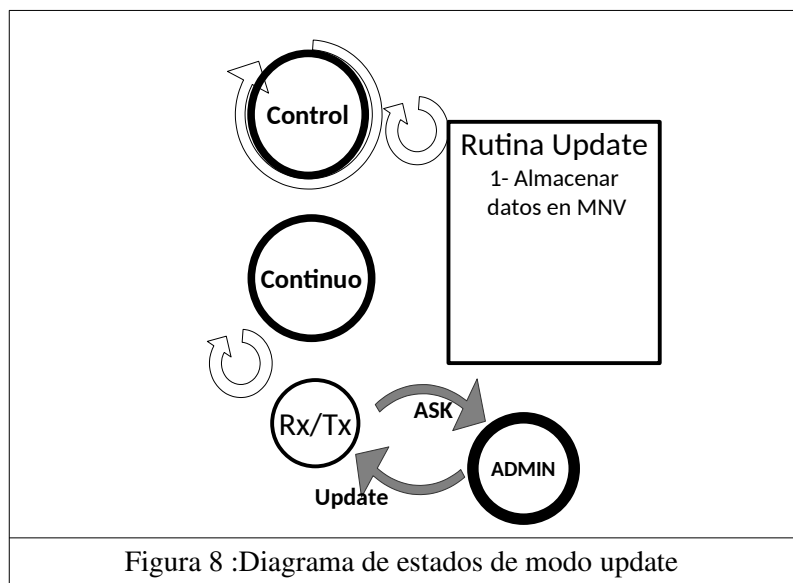 Control
Rutina Update
1- Almacenar
datos en MNV
Continuo
Rx/Tx
ASK
ADMIN
Update
Figura 8 :Diagrama de estados de modo update